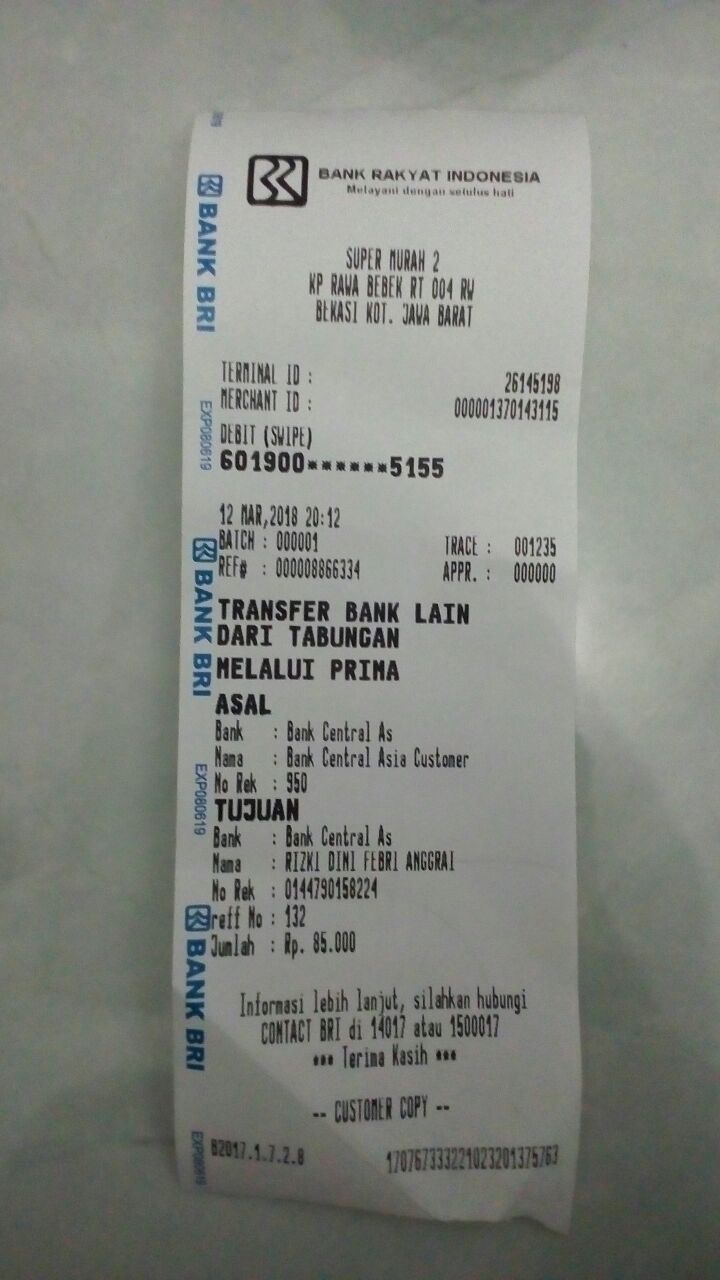 BANK RAKYAT INDONESIA
Melayani dengan setulus hati
SUPER MURAH 2
KP RAWA BEBEK RT 004 RW
BEKASI KOT. JAWA BARAT
TERMINAL ID : 26145198
MERCHANT ID : 000001370143115
DEBIT (SWIPE)
601900******5155
12 MAR,2018 20:12
BATCH : 000001 TRACE : 001235
REF# : 000008866334 APPR. : 000000
TRANSFER BANK LAIN
DARI TABUNGAN
MELALUI PRIMA
ASAL
Bank : Bank Central As
Nama : Bank Central Asia Customer
No Rek : 950
TUJUAN
Bank : Bank Central As
Nama : RIZKI DINI FEBRI ANGGRAI
No Rek : 0144790158224
reff No : 132
Jumlah : Rp. 85.000
Informasi lebih lanjut, silahkan hubungi
CONTACT BRI di 14017 atau 1500017
*** Terima Kasih ***
-- CUSTOMER COPY --
B2017.1.7.2.8 1707673332210232013757​63
BANK BRI
EXP080619
BANK BRI
EXP080619
BANK BRI
EXP080619